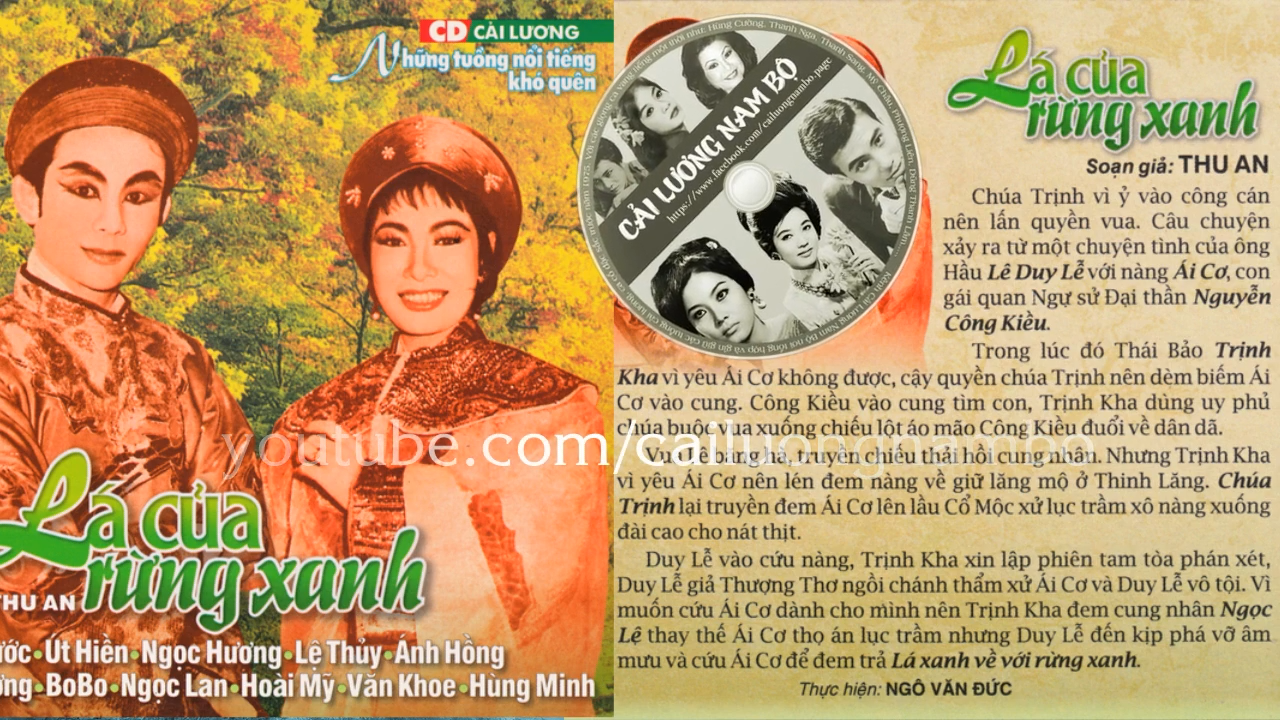 CD CẢI LƯƠNG
Những tuồng nổi tiếng
khó quên
Lá của
rừng xanh
THU AN
Út Hiền • Ngọc Hương • Lệ Thủy • Ánh Hồng
BoBo • Ngọc Lan • Hoài Mỹ • Văn Khoe • Hùng Minh
CẢI LƯƠNG NAM BỘ
https://www.facebook.com/cailuongnambo.page
Lá của
rừng xanh
Soạn giả: THU AN
Chúa Trịnh vì ỷ vào công cán
nên lấn quyền vua. Câu chuyện
xảy ra từ một chuyện tình của ông
Hầu Lê Duy Lễ với nàng Ái Cơ, con
gái quan Ngự sử Đại thần Nguyễn
Công Kiều.
Trong lúc đó Thái Bảo Trịnh
Kha vì yêu Ái Cơ không được, cậy quyền chúa Trịnh nên dèm biếm Ái
Cơ vào cung. Công Kiều vào cung tìm con, Trịnh Kha dùng uy phủ
chúa buộc vua xuống chiếu lột áo mão Công Kiều đuổi về dân dã.
Vua Lê băng hà, truyền chiếu thải hồi cung nhân. Nhưng Trịnh Kha
vì yêu Ái Cơ nên lén đem nàng về giữ lăng mộ ở Thinh Lăng. Chúa
Trịnh lại truyền đem Ái Cơ lên lầu Cổ Mộc xử lục trầm xô nàng xuống
đài cao cho nát thịt.
Duy Lễ vào cứu nàng, Trịnh Kha xin lập phiên tam tòa phán xét,
Duy Lễ giả Thượng Thơ ngồi chánh thẩm xử Ái Cơ và Duy Lễ vô tội. Vì
muốn cứu Ái Cơ dành cho mình nên Trịnh Kha đem cung nhân Ngọc
Lệ thay thế Ái Cơ thọ án lục trầm nhưng Duy Lễ đến kịp phá vỡ âm
mưu và cứu Ái Cơ để đem trả Lá xanh về với rừng xanh.
Thực hiện: NGÔ VĂN ĐỨC
youtube.com/cailuongnambo